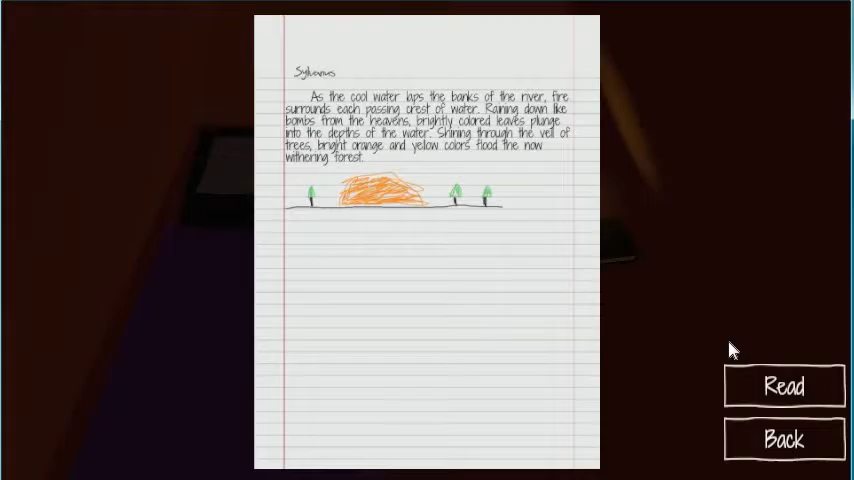 Sylvanus
As the cool water laps the banks of the river, fire
surrounds each passing crest of water. Raining down like
bombs from the heavens, brightly colored leaves plunge
into the depths of the water. Shining through the veil of
trees, bright orange and yelow colors flood the now
withering forest.
Read
Back